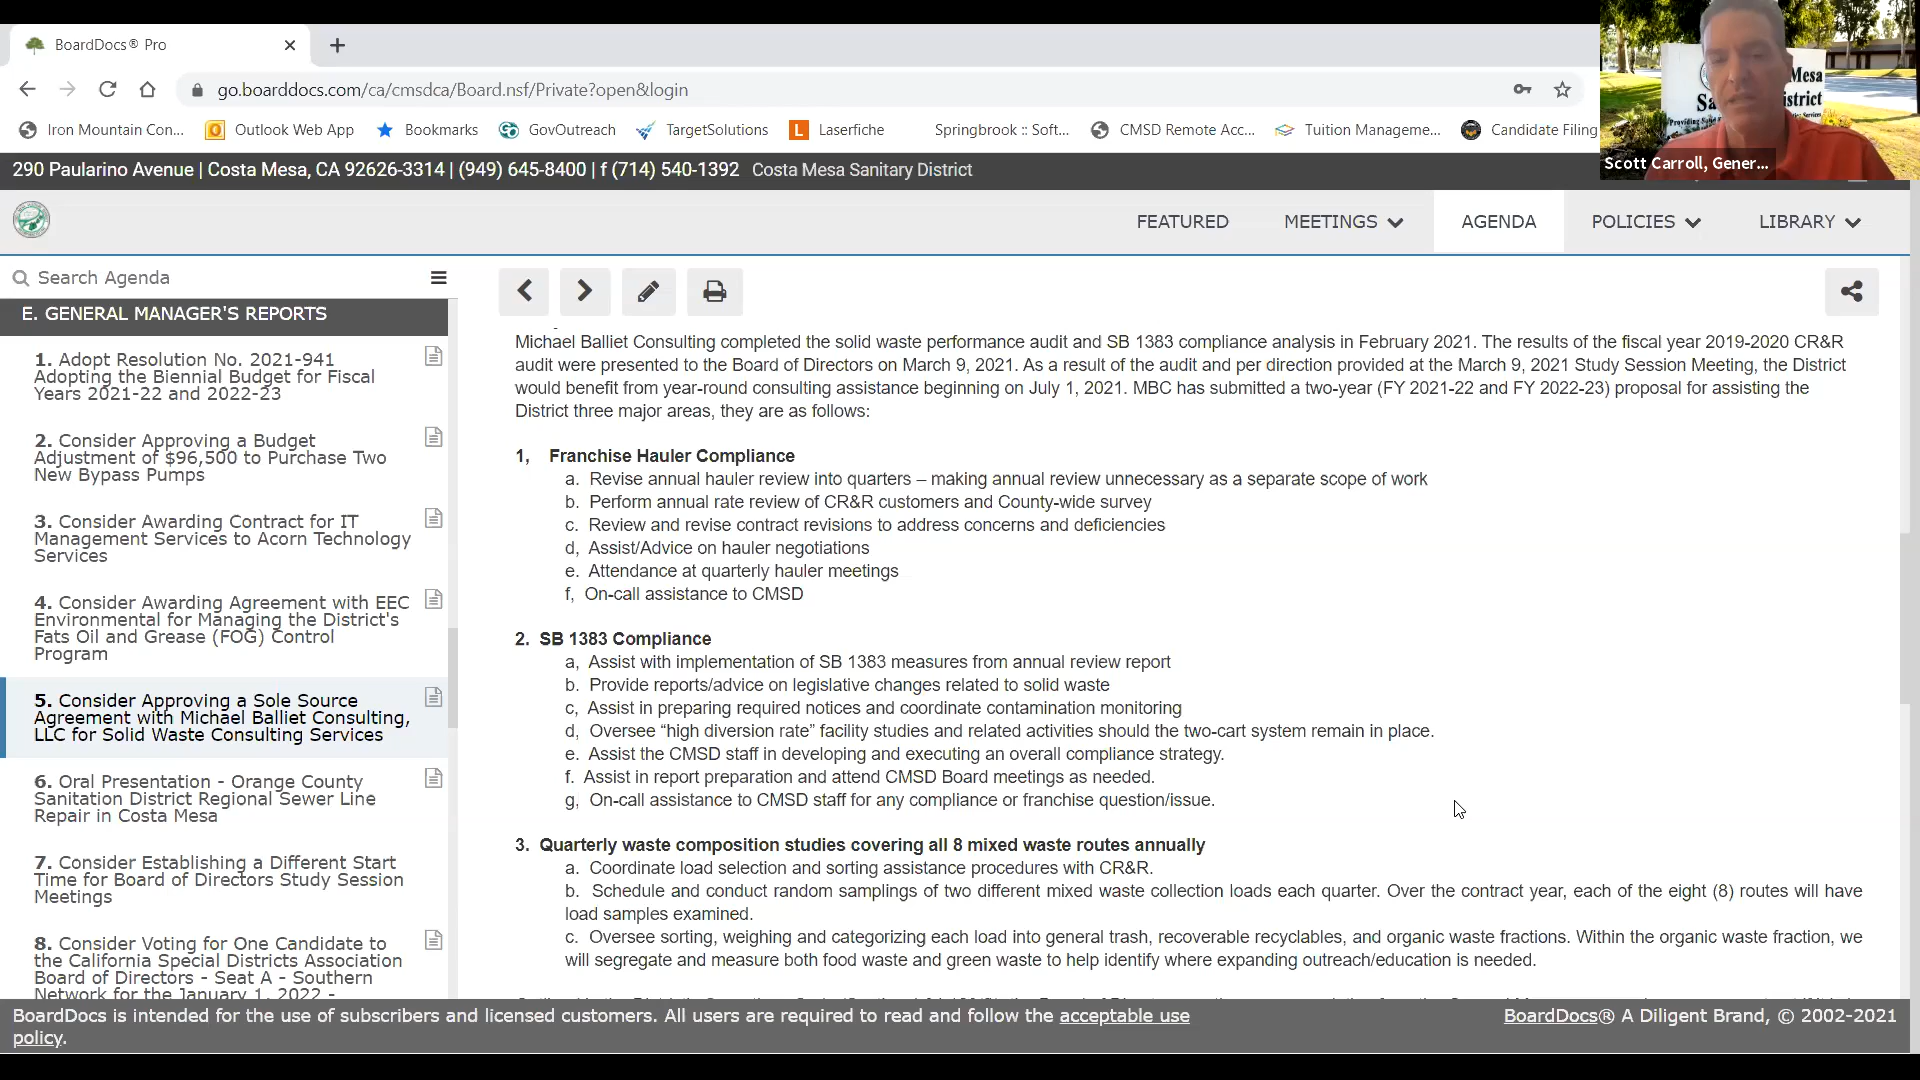 BoardDocs® Pro
go.boarddocs.com/ca/cmsdca/Board.nsf/Private?open&login
Iron Mountain Con... Outlook Web App Bookmarks GovOutreach TargetSolutions Laserfiche Springbrook :: Soft... CMSD Remote Acc... Tuition Manageme... Candidate Filing
Mesa
Sa istrict
Scott Carroll, Gener...
290 Paularino Avenue | Costa Mesa, CA 92626-3314 | (949) 645-8400 | f (714) 540-1392 Costa Mesa Sanitary District
FEATURED MEETINGS AGENDA POLICIES LIBRARY
Search Agenda
E. GENERAL MANAGER'S REPORTS
1. Adopt Resolution No. 2021-941
Adopting the Biennial Budget for Fiscal
Years 2021-22 and 2022-23
2. Consider Approving a Budget
Adjustment of $96,500 to Purchase Two
New Bypass Pumps
3. Consider Awarding Contract for IT
Management Services to Acorn Technology
Services
4. Consider Awarding Agreement with EEC
Environmental for Managing the District's
Fats Oil and Grease (FOG) Control
Program
5. Consider Approving a Sole Source
Agreement with Michael Balliet Consulting,
LLC for Solid Waste Consulting Services
6. Oral Presentation - Orange County
Sanitation District Regional Sewer Line
Repair in Costa Mesa
7. Consider Establishing a Different Start
Time for Board of Directors Study Session
Meetings
8. Consider Voting for One Candidate to
the California Special Districts Association
Board of Directors - Seat A - Southern
Network for the January 1, 2022 -
Michael Balliet Consulting completed the solid waste performance audit and SB 1383 compliance analysis in February 2021. The results of the fiscal year 2019-2020 CR&R
audit were presented to the Board of Directors on March 9, 2021. As a result of the audit and per direction provided at the March 9, 2021 Study Session Meeting, the District
would benefit from year-round consulting assistance beginning on July 1, 2021. MBC has submitted a two-year (FY 2021-22 and FY 2022-23) proposal for assisting the
District three major areas, they are as follows:
1, Franchise Hauler Compliance
a. Revise annual hauler review into quarters – making annual review unnecessary as a separate scope of work
b. Perform annual rate review of CR&R customers and County-wide survey
c. Review and revise contract revisions to address concerns and deficiencies
d, Assist/Advice on hauler negotiations
e. Attendance at quarterly hauler meetings
f, On-call assistance to CMSD
2. SB 1383 Compliance
a, Assist with implementation of SB 1383 measures from annual review report
b. Provide reports/advice on legislative changes related to solid waste
c, Assist in preparing required notices and coordinate contamination monitoring
d, Oversee “high diversion rate” facility studies and related activities should the two-cart system remain in place.
e. Assist the CMSD staff in developing and executing an overall compliance strategy.
f. Assist in report preparation and attend CMSD Board meetings as needed.
g, On-call assistance to CMSD staff for any compliance or franchise question/issue.
3. Quarterly waste composition studies covering all 8 mixed waste routes annually
a. Coordinate load selection and sorting assistance procedures with CR&R.
b. Schedule and conduct random samplings of two different mixed waste collection loads each quarter. Over the contract year, each of the eight (8) routes will have
load samples examined.
c. Oversee sorting, weighing and categorizing each load into general trash, recoverable recyclables, and organic waste fractions. Within the organic waste fraction, we
will segregate and measure both food waste and green waste to help identify where expanding outreach/education is needed.
BoardDocs is intended for the use of subscribers and licensed customers. All users are required to read and follow the acceptable use
policy.
BoardDocs® A Diligent Brand, © 2002-2021